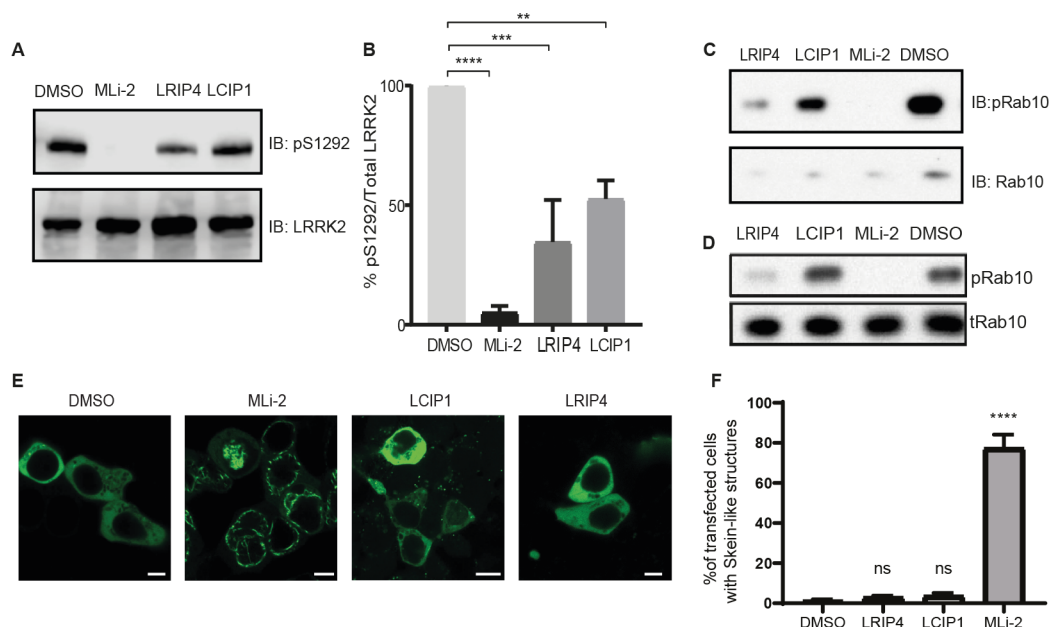 A
DMSO MLi-2 LRIP4 LCIP1
IB: pS1292
IB: LRRK2
B
**
***
****
% pS1292/Total LRRK2
100
50
0
DMSO MLi-2 LRIP4 LCIP1
C
LRIP4 LCIP1 MLi-2 DMSO
IB:pRab10
IB: Rab10
D
LRIP4 LCIP1 MLi-2 DMSO
pRab10
tRab10
E
DMSO MLi-2 LCIP1 LRIP4
F
%of transfected cells
with Skein-like structures
100
80
60
40
20
0
ns ns ****
DMSO LRIP4 LCIP1 MLi-2